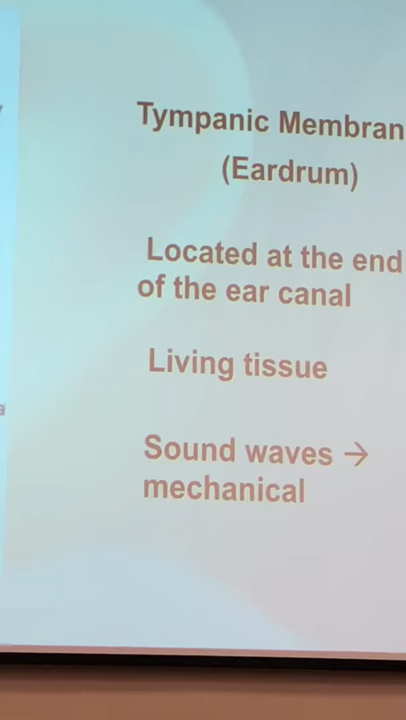 Tympanic Membran
(Eardrum)
Located at the end
of the ear canal
Living tissue
Sound waves →
mechanical